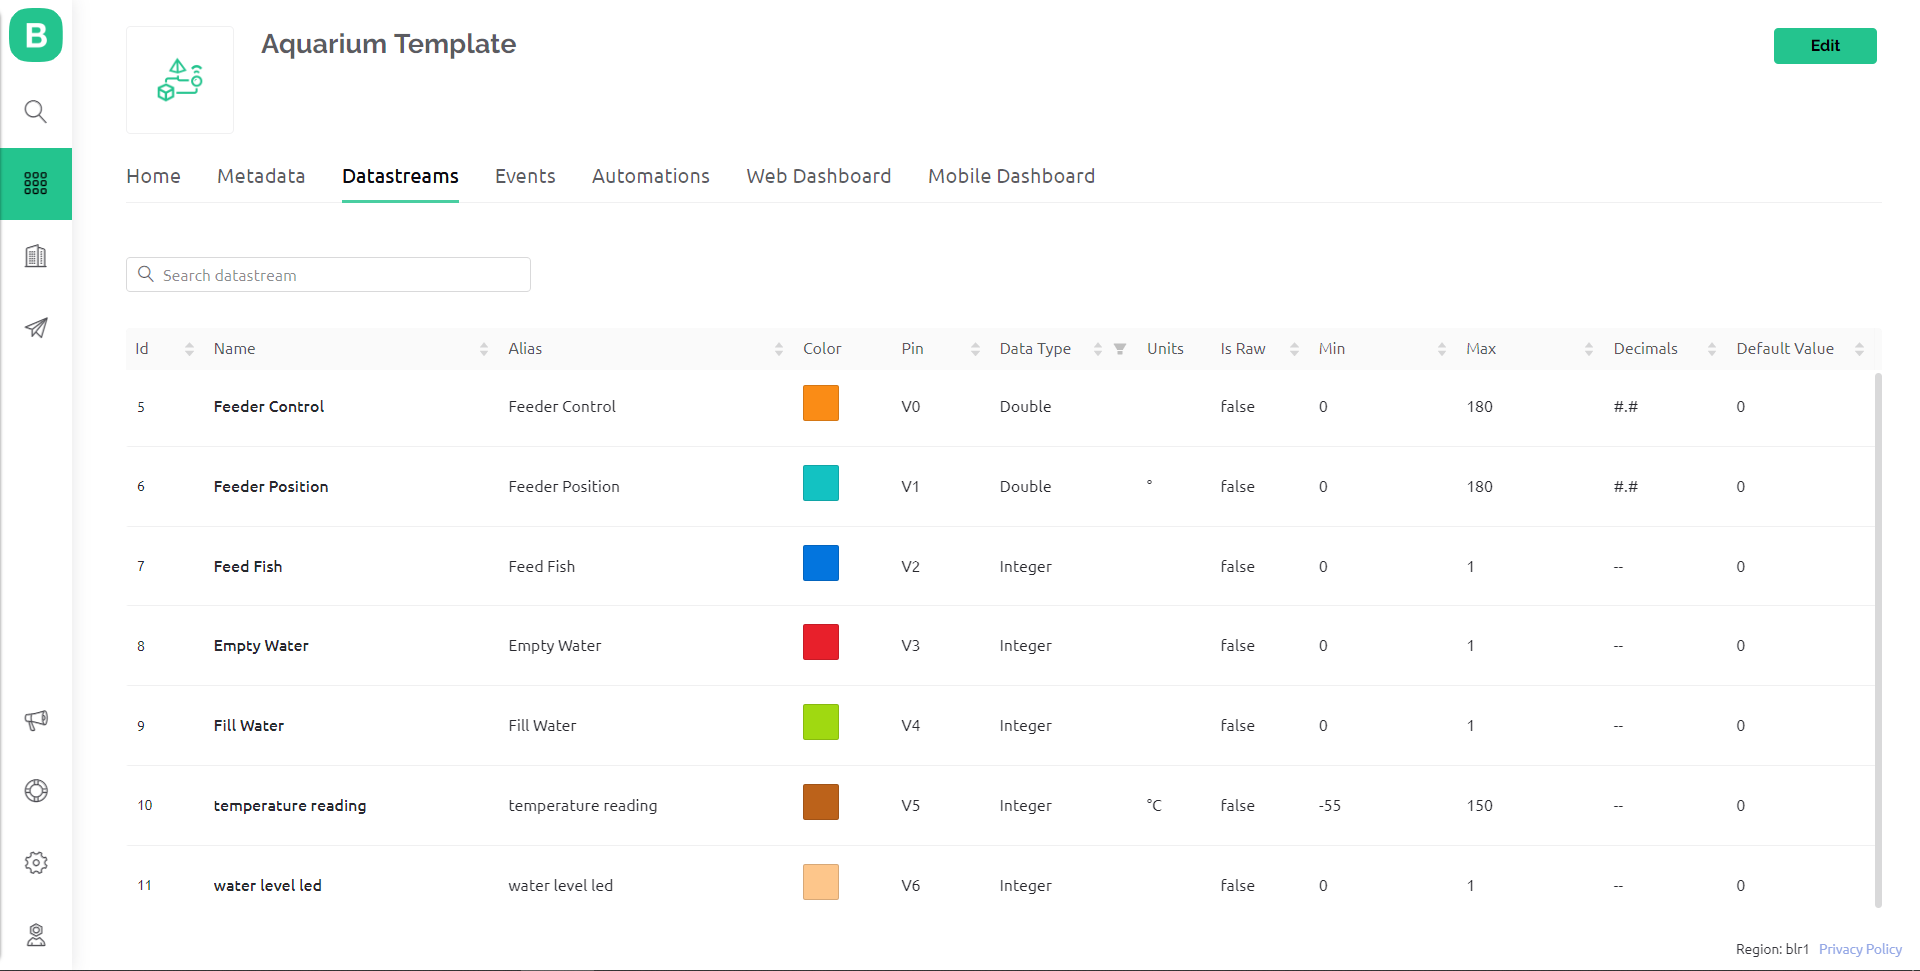 B
Aquarium Template
Edit
Home Metadata Datastreams Events Automations Web Dashboard Mobile Dashboard
Search datastream
Id Name Alias Color Pin Data Type Units Is Raw Min Max Decimals Default Value
5 Feeder Control Feeder Control V0 Double false 0 180 #.# 0
6 Feeder Position Feeder Position V1 Double ° false 0 180 #.# 0
7 Feed Fish Feed Fish V2 Integer false 0 1 -- 0
8 Empty Water Empty Water V3 Integer false 0 1 -- 0
9 Fill Water Fill Water V4 Integer false 0 1 -- 0
10 temperature reading temperature reading V5 Integer °C false -55 150 -- 0
11 water level led water level led V6 Integer false 0 1 -- 0
Region: blr1 Privacy Policy